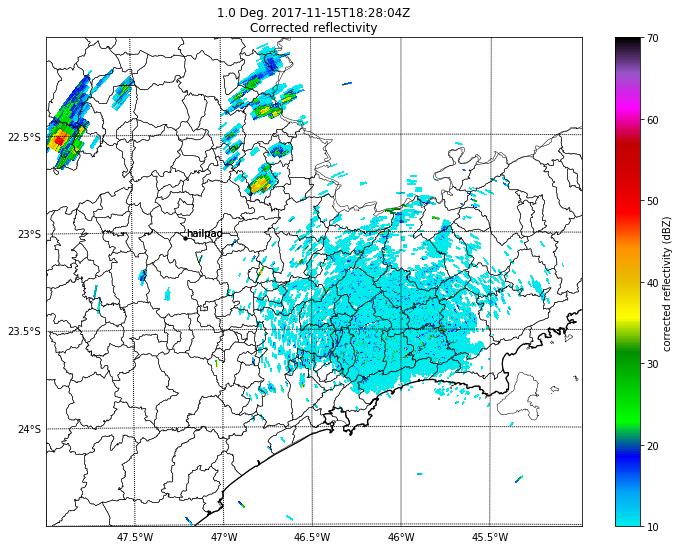 1.0 Deg. 2017-11-15T18:28:04Z
Corrected reflectivity
70
60
50
40
30
20
10
corrected reflectivity (dBZ)
22.5°S
23°S
23.5°S
24°S
hailpad
47.5°W
47°W
46.5°W
46°W
45.5°W